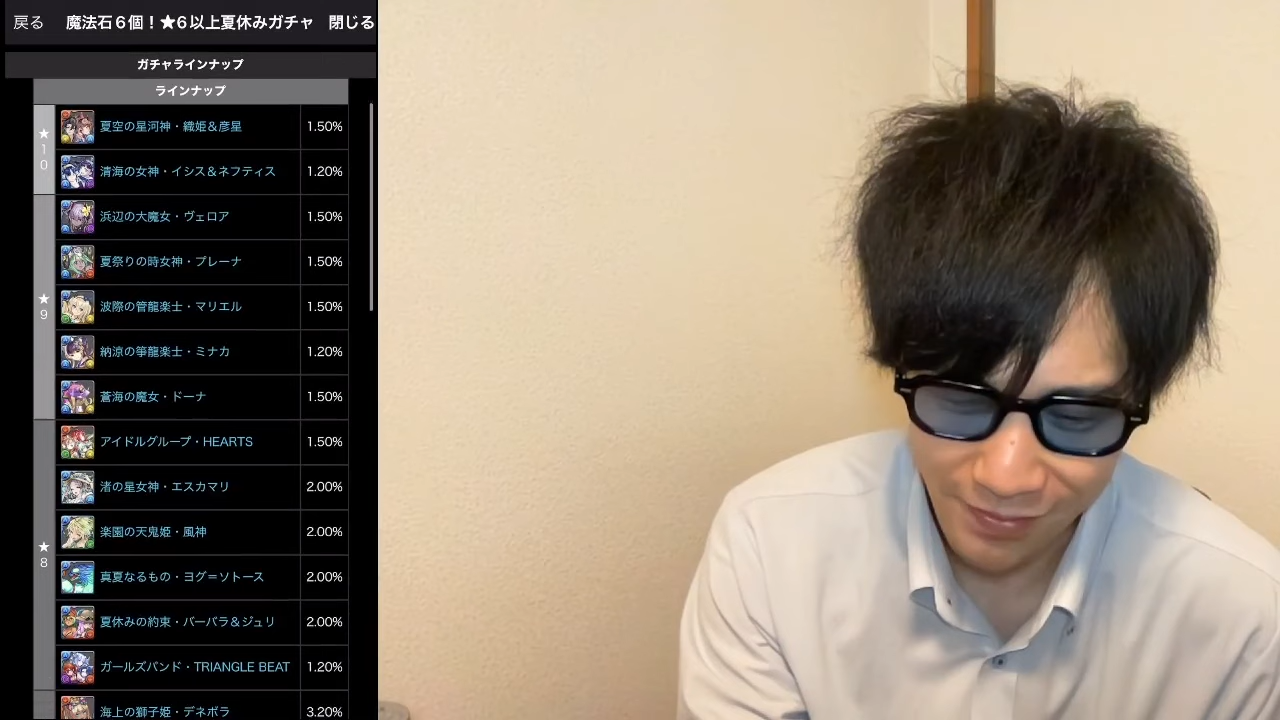 戻る 魔法石６個！★６以上夏休みガチャ 閉じる
ガチャラインナップ
ラインナップ
★10
夏空の星河神・織姫＆彦星 1.50%
清海の女神・イシス＆ネフティス 1.20%
★9
浜辺の大魔女・ヴェロア 1.50%
夏祭りの時女神・プレーナ 1.50%
波際の管龍楽士・マリエル 1.50%
納涼の箏龍楽士・ミナカ 1.20%
蒼海の魔女・ドーナ 1.50%
★8
アイドルグループ・HEARTS 1.50%
渚の星女神・エスカマリ 2.00%
楽園の天鬼姫・風神 2.00%
真夏なるもの・ヨグ＝ソトース 2.00%
夏休みの約束・バーバラ＆ジュリ 2.00%
ガールズバンド・TRIANGLE BEAT 1.20%
海上の獅子姫・デネボラ 3.20%